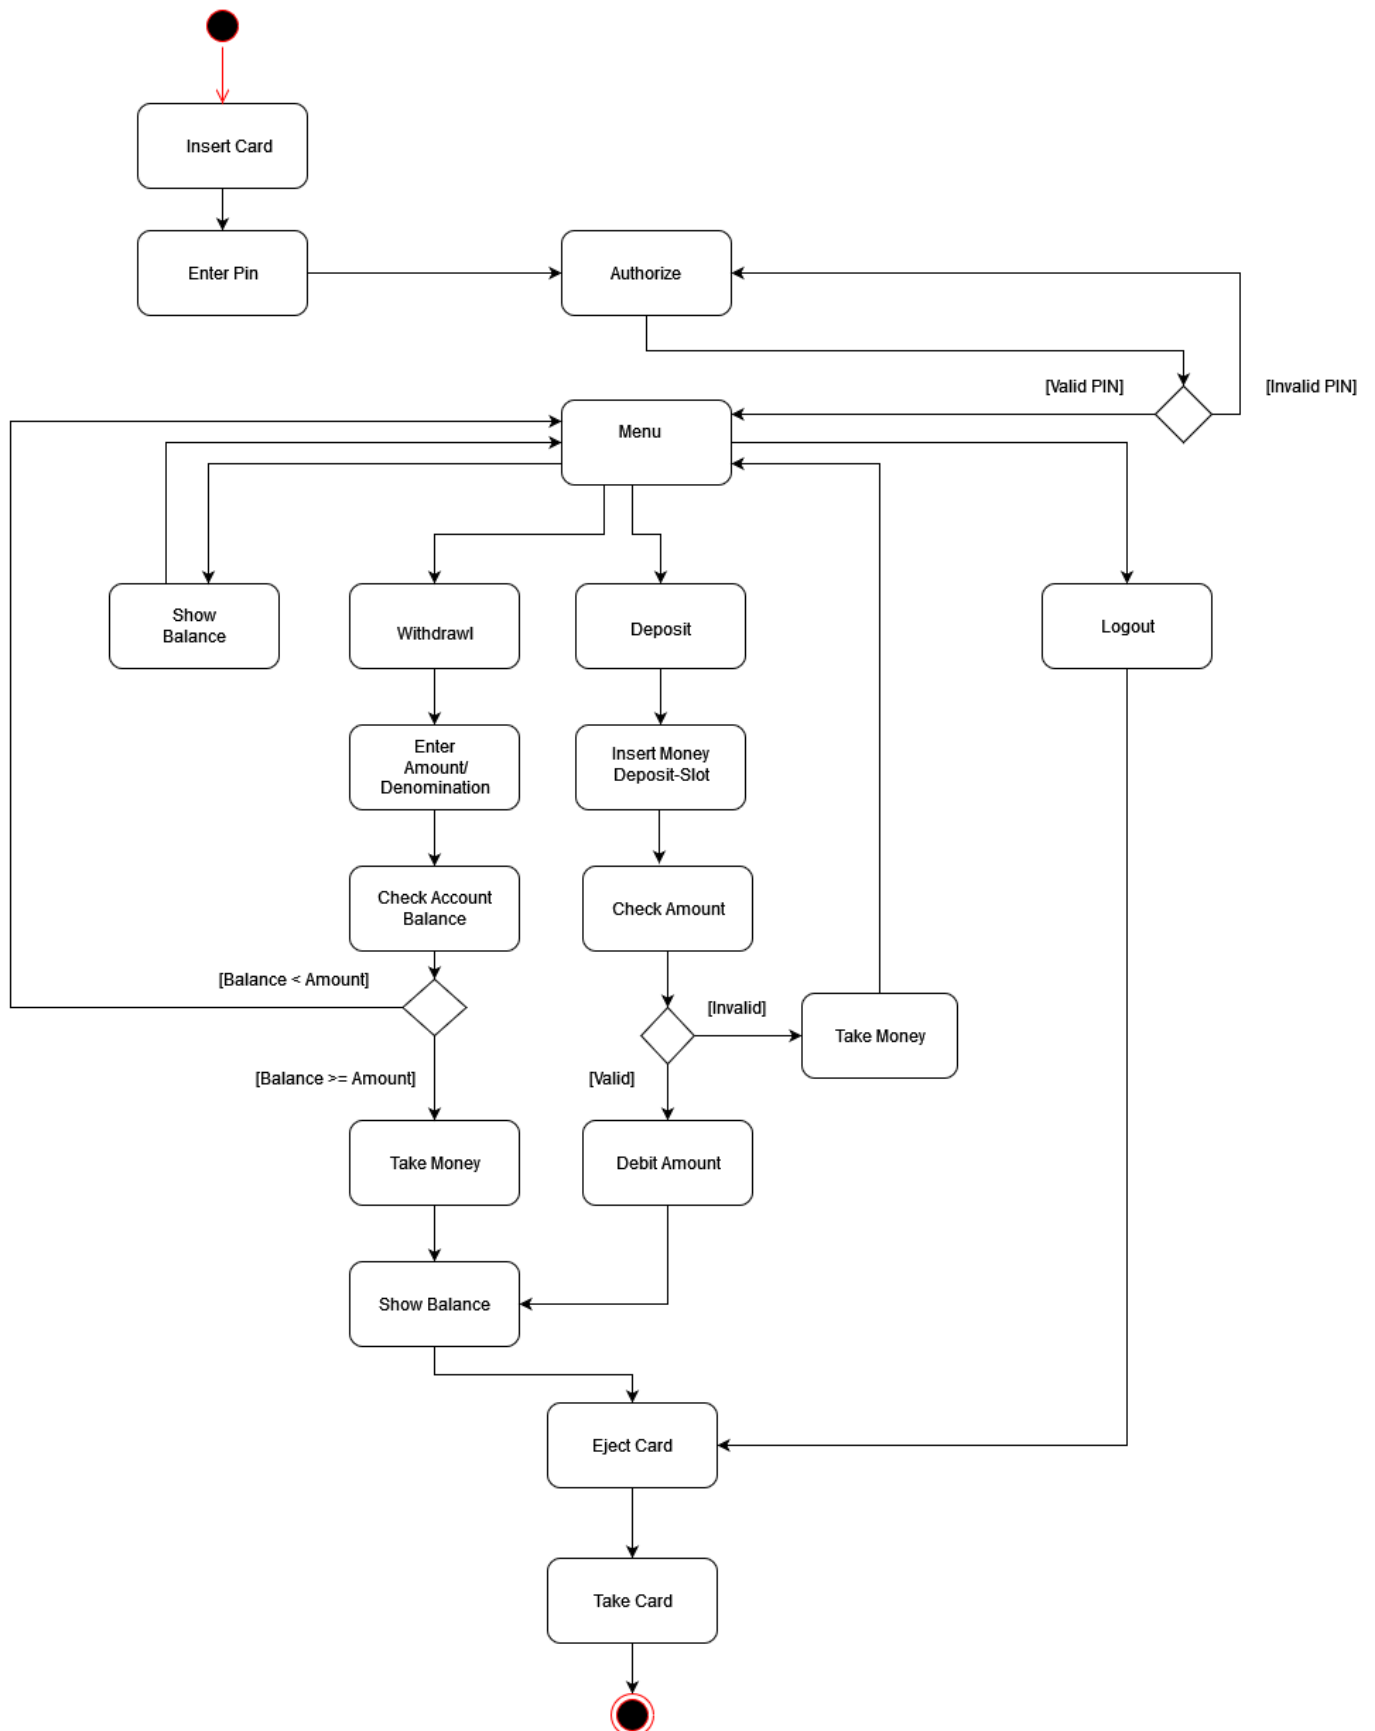 Insert Card
Enter Pin
Authorize
[Valid PIN]
[Invalid PIN]
Menu
Show
Balance
Withdrawl
Deposit
Logout
Enter
Amount/
Denomination
Insert Money
Deposit-Slot
Check Account
Balance
Check Amount
[Balance < Amount]
[Invalid]
Take Money
[Balance >= Amount]
[Valid]
Take Money
Debit Amount
Show Balance
Eject Card
Take Card